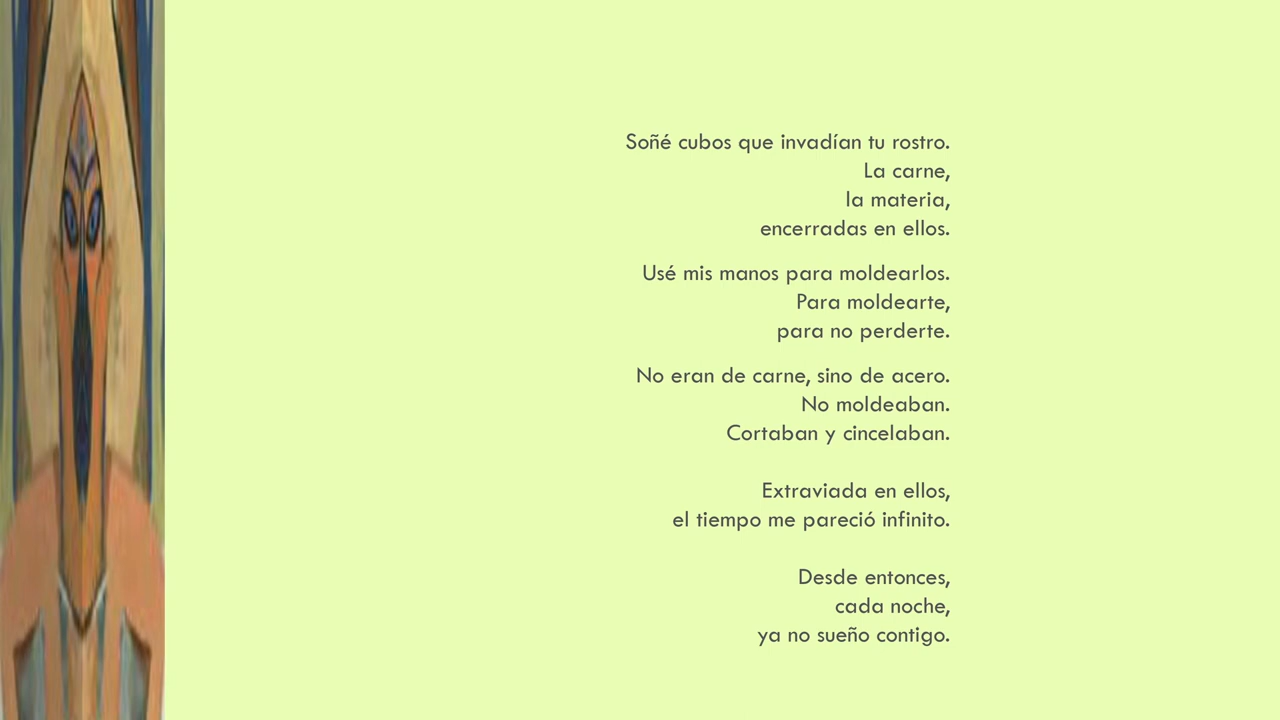 Soñé cubos que invadían tu rostro.
La carne,
la materia,
encerradas en ellos.
Usé mis manos para moldearlos.
Para moldearte,
para no perderte.
No eran de carne, sino de acero.
No moldeaban.
Cortaban y cincelaban.
Extraviada en ellos,
el tiempo me pareció infinito.
Desde entonces,
cada noche,
ya no sueño contigo.